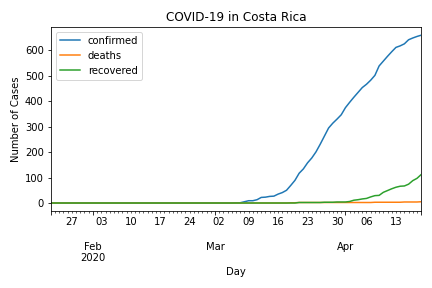 COVID-19 in Costa Rica
confirmed
deaths
recovered
Number of Cases
600
500
400
300
200
100
0
27 03 10 17 24 02 09 16 23 30 06 13
Feb Mar Apr
2020
Day